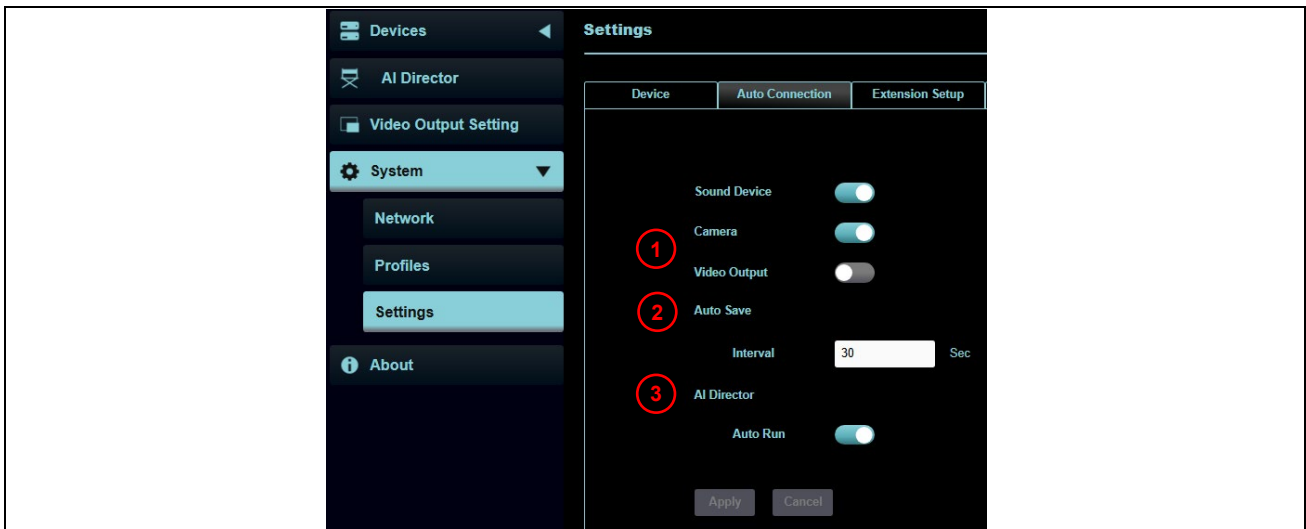 Devices
AI Director
Video Output Setting
System
Network
Profiles
Settings
About
Settings
Device
Auto Connection
Extension Setup
Sound Device
Camera
1
Video Output
2
Auto Save
Interval
30
Sec
3
AI Director
Auto Run
Apply
Cancel